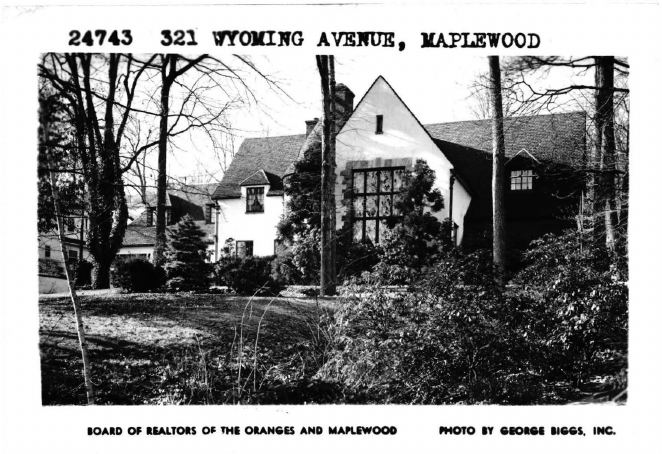 24743 321 WYOMING AVENUE, MAPLEWOOD
BOARD OF REALTORS OF THE ORANGES AND MAPLEWOOD PHOTO BY GEORGE BIGGS, INC.